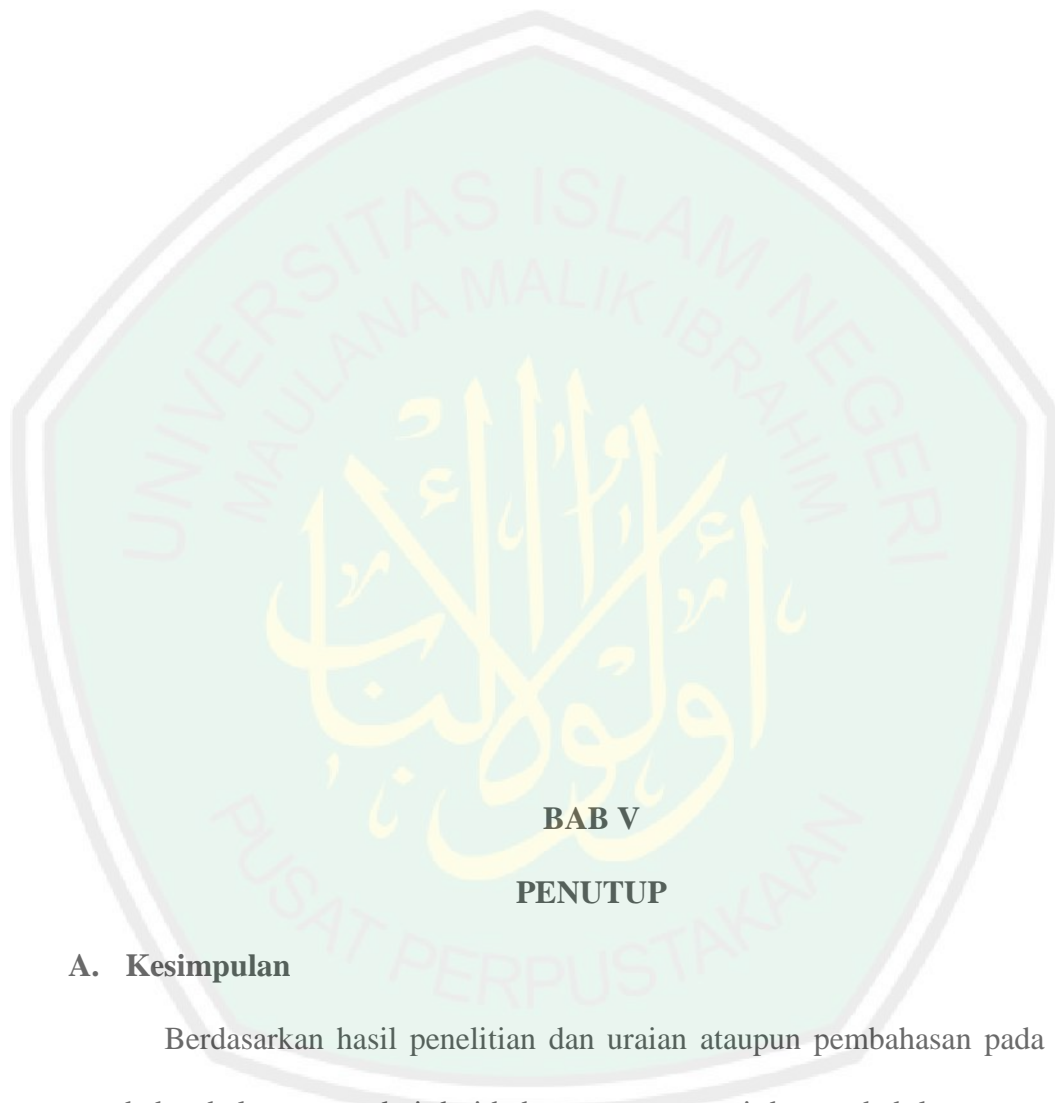 UNIVERSITAS ISLAM NEGERI
MAULANA MALIK IBRAHIM
أولوا الألباب
PUSAT PERPUSTAKAAN
BAB V
PENUTUP
A. Kesimpulan
Berdasarkan hasil penelitian dan uraian ataupun pembahasan pada